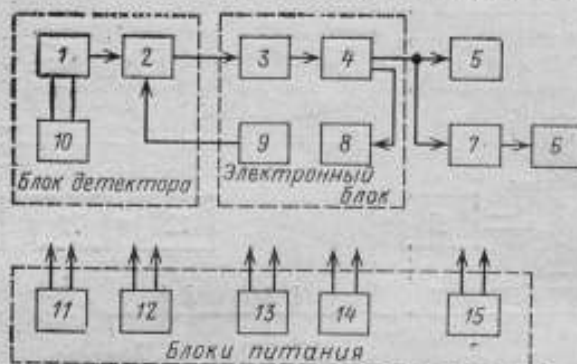 1 2 3 4 5
10 9 8 7 6
Блок детектора
Электронный
блок
11 12 13 14 15
Блоки питания